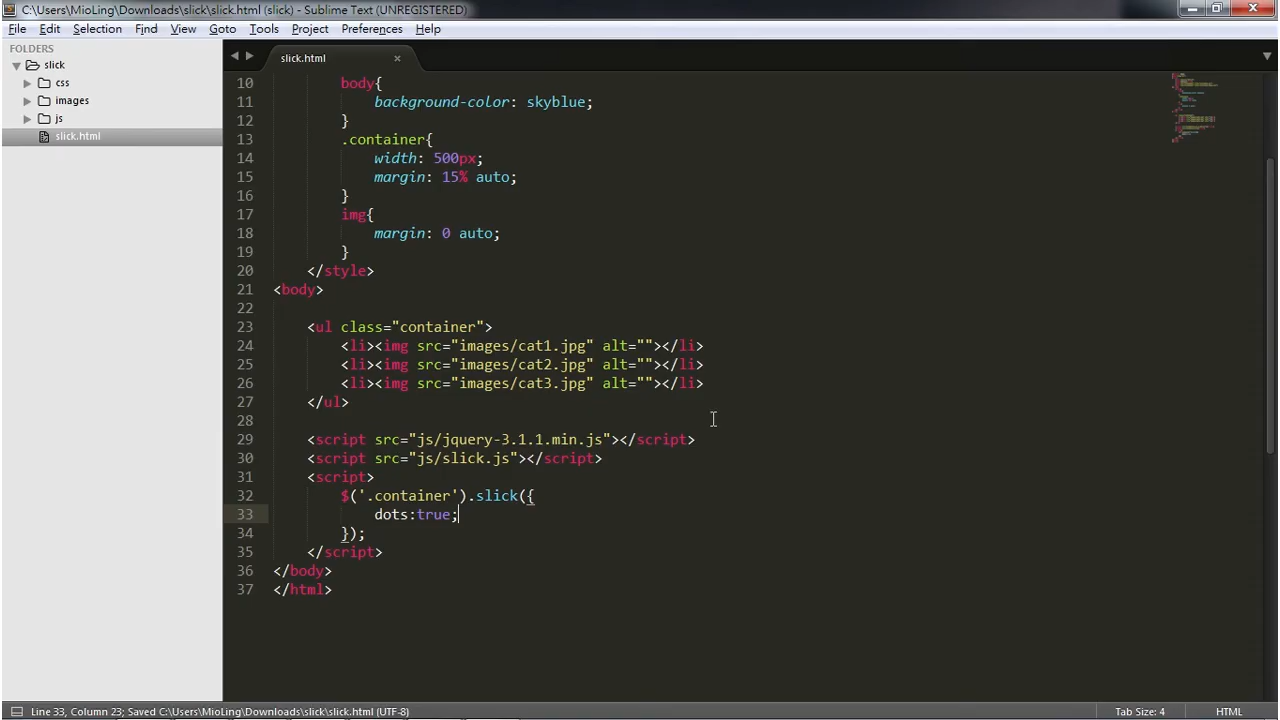 C:\Users\MioLing\Downloads\slick\slick.html (slick) - Sublime Text (UNREGISTERED)
File Edit Selection Find View Goto Tools Project Preferences Help
FOLDERS
slick
css
images
js
slick.html
slick.html
10 body{
11 background-color: skyblue;
12 }
13 .container{
14 width: 500px;
15 margin: 15% auto;
16 }
17 img{
18 margin: 0 auto;
19 }
20 </style>
21 <body>
22
23 <ul class="container">
24 <li><img src="images/cat1.jpg" alt=""></li>
25 <li><img src="images/cat2.jpg" alt=""></li>
26 <li><img src="images/cat3.jpg" alt=""></li>
27 </ul>
28
29 <script src="js/jquery-3.1.1.min.js"></script>
30 <script src="js/slick.js"></script>
31 <script>
32 $('.container').slick({
33 dots:true;
34 });
35 </script>
36 </body>
37 </html>
Line 33, Column 23; Saved C:\Users\MioLing\Downloads\slick\slick.html (UTF-8)
Tab Size: 4
HTML